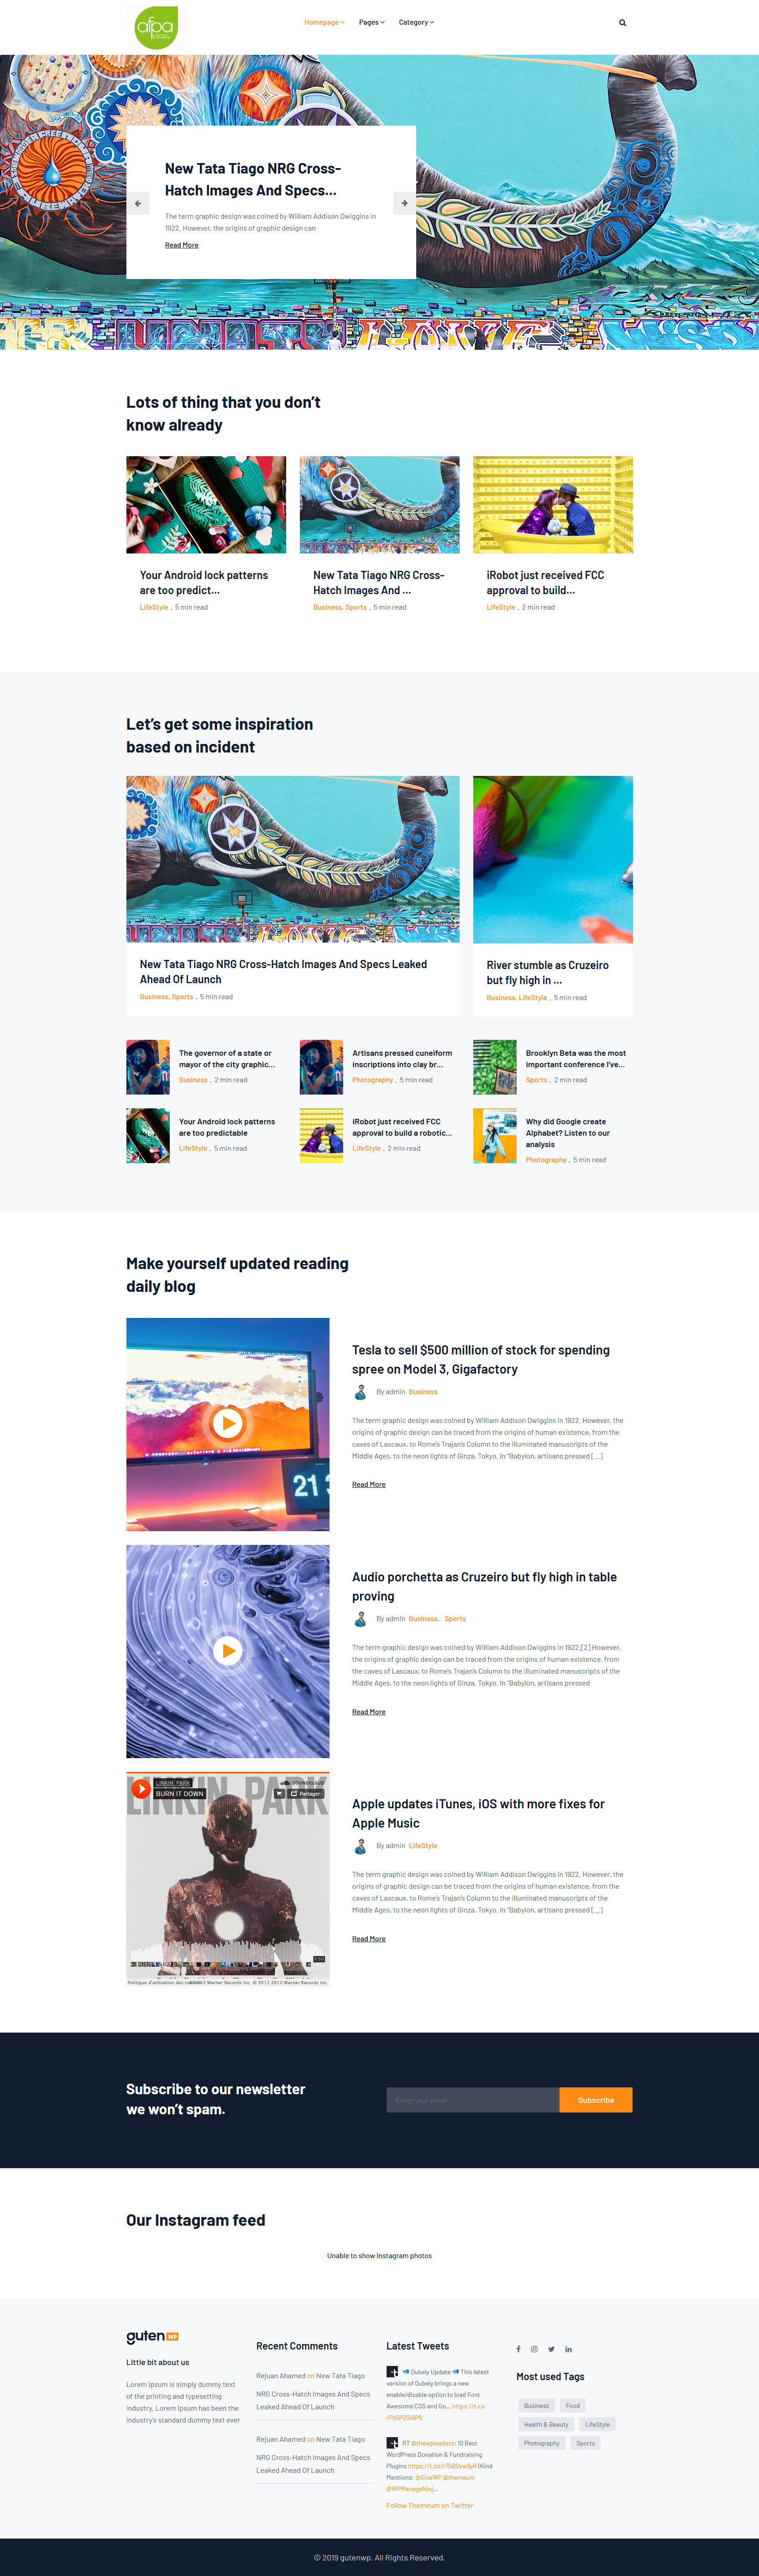 afpa
Homepage
Pages
Category
New Tata Tiago NRG Cross-
Hatch Images And Specs...
The term graphic design was coined by William Addison Dwiggins in
1922. However, the origins of graphic design can
Read More
Lots of thing that you don’t
know already
Your Android lock patterns
are too predict...
LifeStyle . 5 min read
New Tata Tiago NRG Cross-
Hatch Images And ...
Business, Sports . 5 min read
iRobot just received FCC
approval to build...
LifeStyle . 2 min read
Let’s get some inspiration
based on incident
New Tata Tiago NRG Cross-Hatch Images And Specs Leaked
Ahead Of Launch
Business, Sports . 5 min read
River stumble as Cruzeiro
but fly high in ...
Business, LifeStyle . 5 min read
The governor of a state or
mayor of the city graphic...
Business . 2 min read
Artisans pressed cuneiform
inscriptions into clay br...
Photography . 5 min read
Brooklyn Beta was the most
important conference I’ve...
Sports . 2 min read
Your Android lock patterns
are too predictable
LifeStyle . 5 min read
iRobot just received FCC
approval to build a robotic...
LifeStyle . 2 min read
Why did Google create
Alphabet? Listen to our
analysis
Photography . 5 min read
Make yourself updated reading
daily blog
Tesla to sell $500 million of stock for spending
spree on Model 3, Gigafactory
By admin Business
The term graphic design was coined by William Addison Dwiggins in 1922. However, the
origins of graphic design can be traced from the origins of human existence, from the
caves of Lascaux, to Rome’s Trajan’s Column to the illuminated manuscripts of the
Middle Ages, to the neon lights of Ginza, Tokyo. In “Babylon, artisans pressed [...]
Read More
Audio porchetta as Cruzeiro but fly high in table
proving
By admin Business, Sports
The term graphic design was coined by William Addison Dwiggins in 1922.[2] However,
the origins of graphic design can be traced from the origins of human existence, from
the caves of Lascaux, to Rome’s Trajan’s Column to the illuminated manuscripts of the
Middle Ages, to the neon lights of Ginza, Tokyo. In “Babylon, artisans pressed
Read More
LINKIN PARK
LINKIN_PARK
BURN IT DOWN
SOUNDCLOUD
Partager
Politique d'utilisation des
2012 Warner Records Inc. © 2012 2012 Warner Records Inc.
Apple updates iTunes, iOS with more fixes for
Apple Music
By admin LifeStyle
The term graphic design was coined by William Addison Dwiggins in 1922. However, the
origins of graphic design can be traced from the origins of human existence, from the
caves of Lascaux, to Rome’s Trajan’s Column to the illuminated manuscripts of the
Middle Ages, to the neon lights of Ginza, Tokyo. In “Babylon, artisans pressed [...]
Read More
Subscribe to our newsletter
we won’t spam.
Enter your email
Subscribe
Our Instagram feed
Unable to show Instagram photos
guten WP
Little bit about us
Lorem Ipsum is simply dummy text
of the printing and typesetting
industry. Lorem Ipsum has been the
industry’s standard dummy text ever
Recent Comments
Rejuan Ahamed on New Tata Tiago
NRG Cross-Hatch Images And Specs
Leaked Ahead Of Launch
Rejuan Ahamed on New Tata Tiago
NRG Cross-Hatch Images And Specs
Leaked Ahead Of Launch
Latest Tweets
Qubely Update This latest
version of Qubely brings a new
enable/disable option to load Font
Awesome CSS and Go... https://t.co
RT @thewpleaders: 10 Best
WordPress Donation & Fundraising
Plugins (Kind
Mentions: @GiveWP @themeum
@WPManageNinj...
Follow Themeum on Twitter
Most used Tags
Business
Food
Health & Beauty
LifeStyle
Photography
Sports
© 2019 gutenwp. All Rights Reserved.